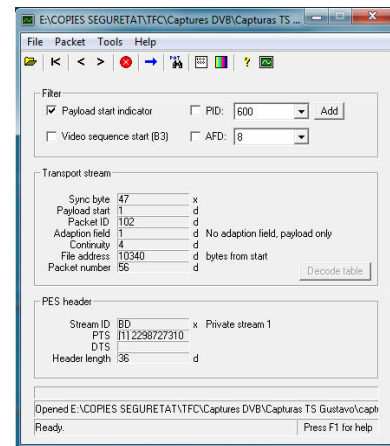 E:\COPIES SEGURETAT\TFC\Captures DVB\Capturas TS ...
File Packet Tools Help
PAT
?
Filter
Payload start indicator PID: 600 Add
Video sequence start (B3) AFD: 8
Transport stream
Sync byte 47 x
Payload start 1 d
Packet ID 102 d
Adaption field 1 d No adaption field, payload only
Continuity 4 d
File address 10340 d bytes from start
Packet number 56 d
Decode table
PES header
Stream ID BD x Private stream 1
PTS [1] 2298727310
DTS
Header length 36 d
Opened E:\COPIES SEGURETAT\TFC\Captures DVB\Capturas TS Gustavo\capt
Ready. Press F1 for help